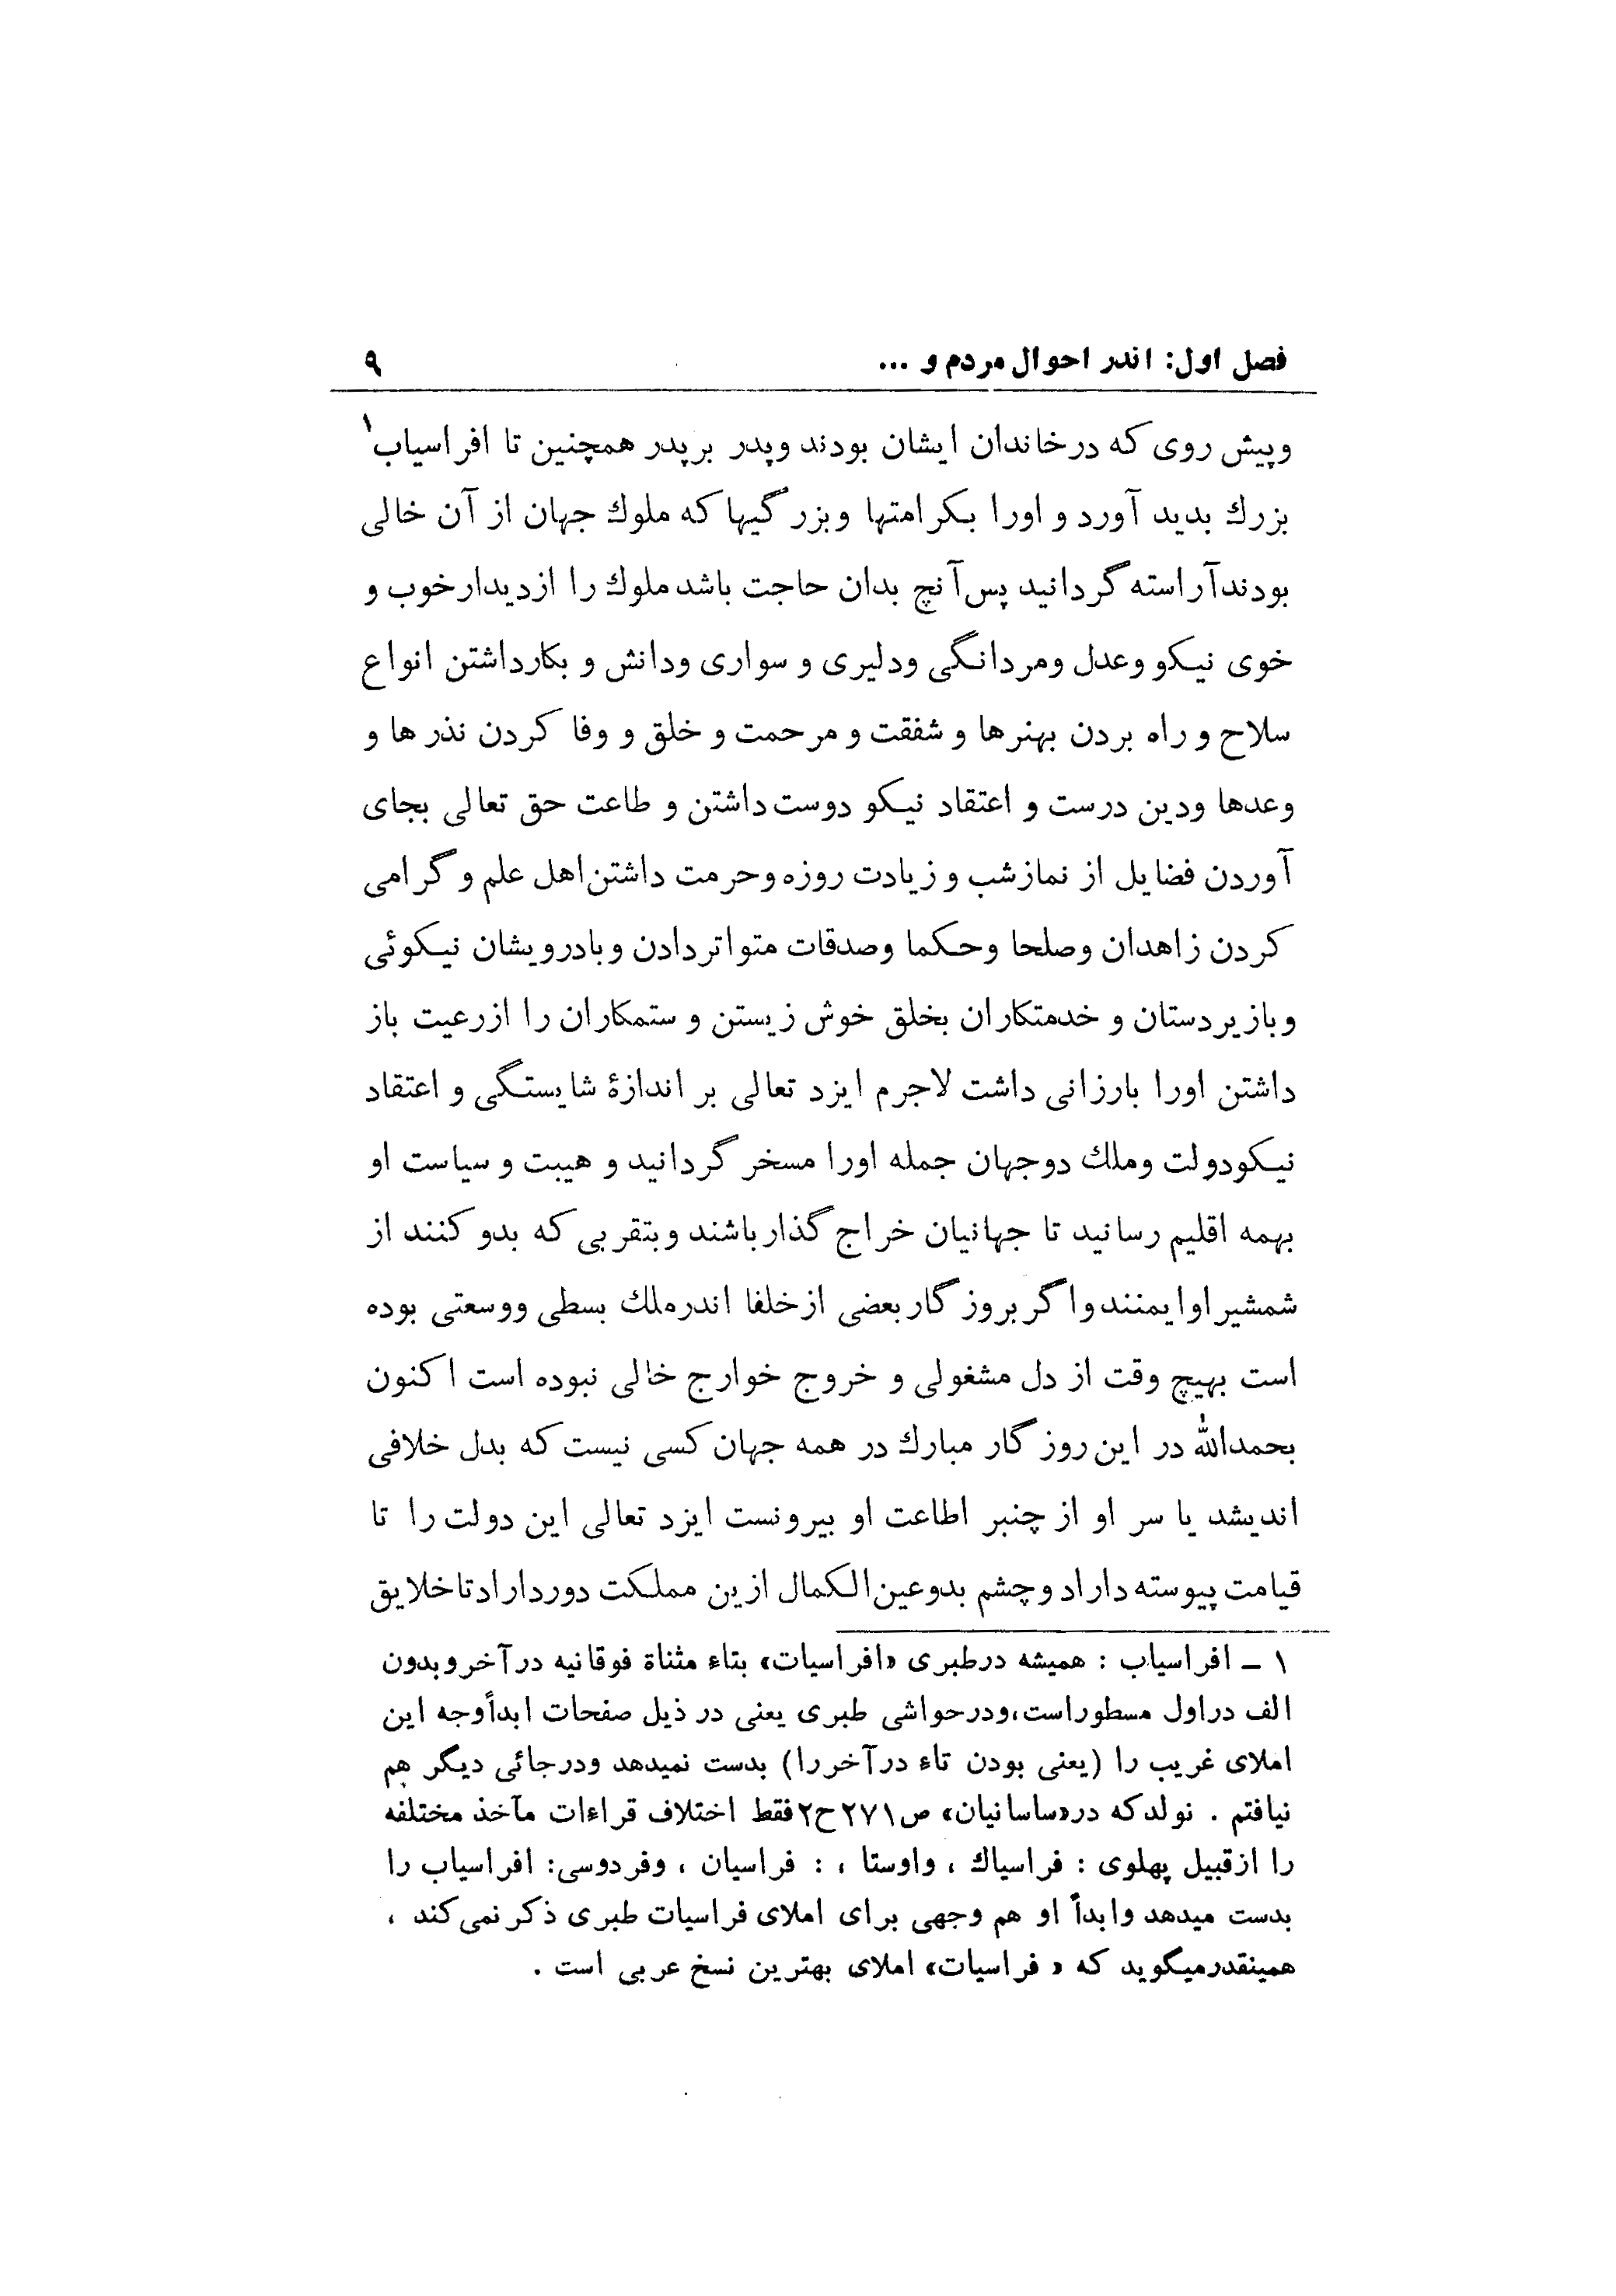 فصل اول: اندر احوال مردم و ... ۹
وپیش روی که درخاندان ایشان بودند وپدر برپدر همچنین تا افراسیاب۱
بزرك بدید آورد و اورا بکرامتها وبزرگیها که ملوك جهان از آن خالی
بودندآراسته گردانید پس آنچ بدان حاجت باشد ملوك را ازدیدارخوب و
خوی نیکو وعدل ومردانگی ودلیری و سواری ودانش و بکارداشتن انواع
سلاح و راه بردن بهنرها و شفقت و مرحمت و خلق و وفا کردن نذرها و
وعدها ودین درست و اعتقاد نیکو دوست داشتن و طاعت حق تعالی بجای
آوردن فضایل از نمازشب و زیادت روزه وحرمت داشتن اهل علم و گرامی
کردن زاهدان وصلحا وحکما وصدقات متواتردادن وبادرویشان نیکوئی
وبازیردستان و خدمتکاران بخلق خوش زیستن و ستمکاران را ازرعیت باز
داشتن اورا بارزانی داشت لاجرم ایزد تعالی بر اندازهٔ شایستگی و اعتقاد
نیکودولت وملك دوجهان جمله اورا مسخر گردانید و هیبت و سیاست او
بهمه اقلیم رسانید تا جهانیان خراج گذارباشند وبتقربی که بدو کنند از
شمشیراوایمنندواگربروزگاربعضی ازخلفا اندرملك بسطی ووسعتی بوده
است بهیچ وقت از دل مشغولی و خروج خوارج خالی نبوده است اکنون
بحمدالله در این روزگار مبارك در همه جهان کسی نیست که بدل خلافی
اندیشد یا سر او از چنبر اطاعت او بیرونست ایزد تعالی این دولت را تا
قیامت پیوسته داراد وچشم بدوعین الکمال ازین مملکت دورداراد تاخلایق
۱ ـ افراسیاب : همیشه درطبری «افراسیات» بتاء مثناة فوقانیه درآخروبدون
الف دراول مسطوراست،ودرحواشی طبری یعنی در ذیل صفحات ابداًوجه این
املای غریب را (یعنی بودن تاء درآخررا) بدست نمیدهد ودرجائی دیگر هم
نیافتم . نولدکه در«ساسانیان» ص۲۷۱ح۲فقط اختلاف قراءات مآخذ مختلفه
را ازقبیل پهلوی : فراسیاك ، واوستا ، : فراسیان ، وفردوسی: افراسیاب را
بدست میدهد وابداً او هم وجهی برای املای فراسیات طبری ذکرنمی‌کند ،
همینقدرمیگوید که « فراسیات» املای بهترین نسخ عربی است .